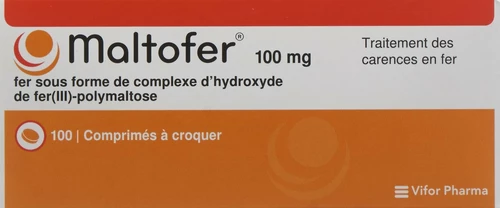 Maltofer® 100 mg
Traitement des
carences en fer
fer sous forme de complexe d'hydroxyde
de fer(III)-polymaltose
100 | Comprimés à croquer
Vifor Pharma